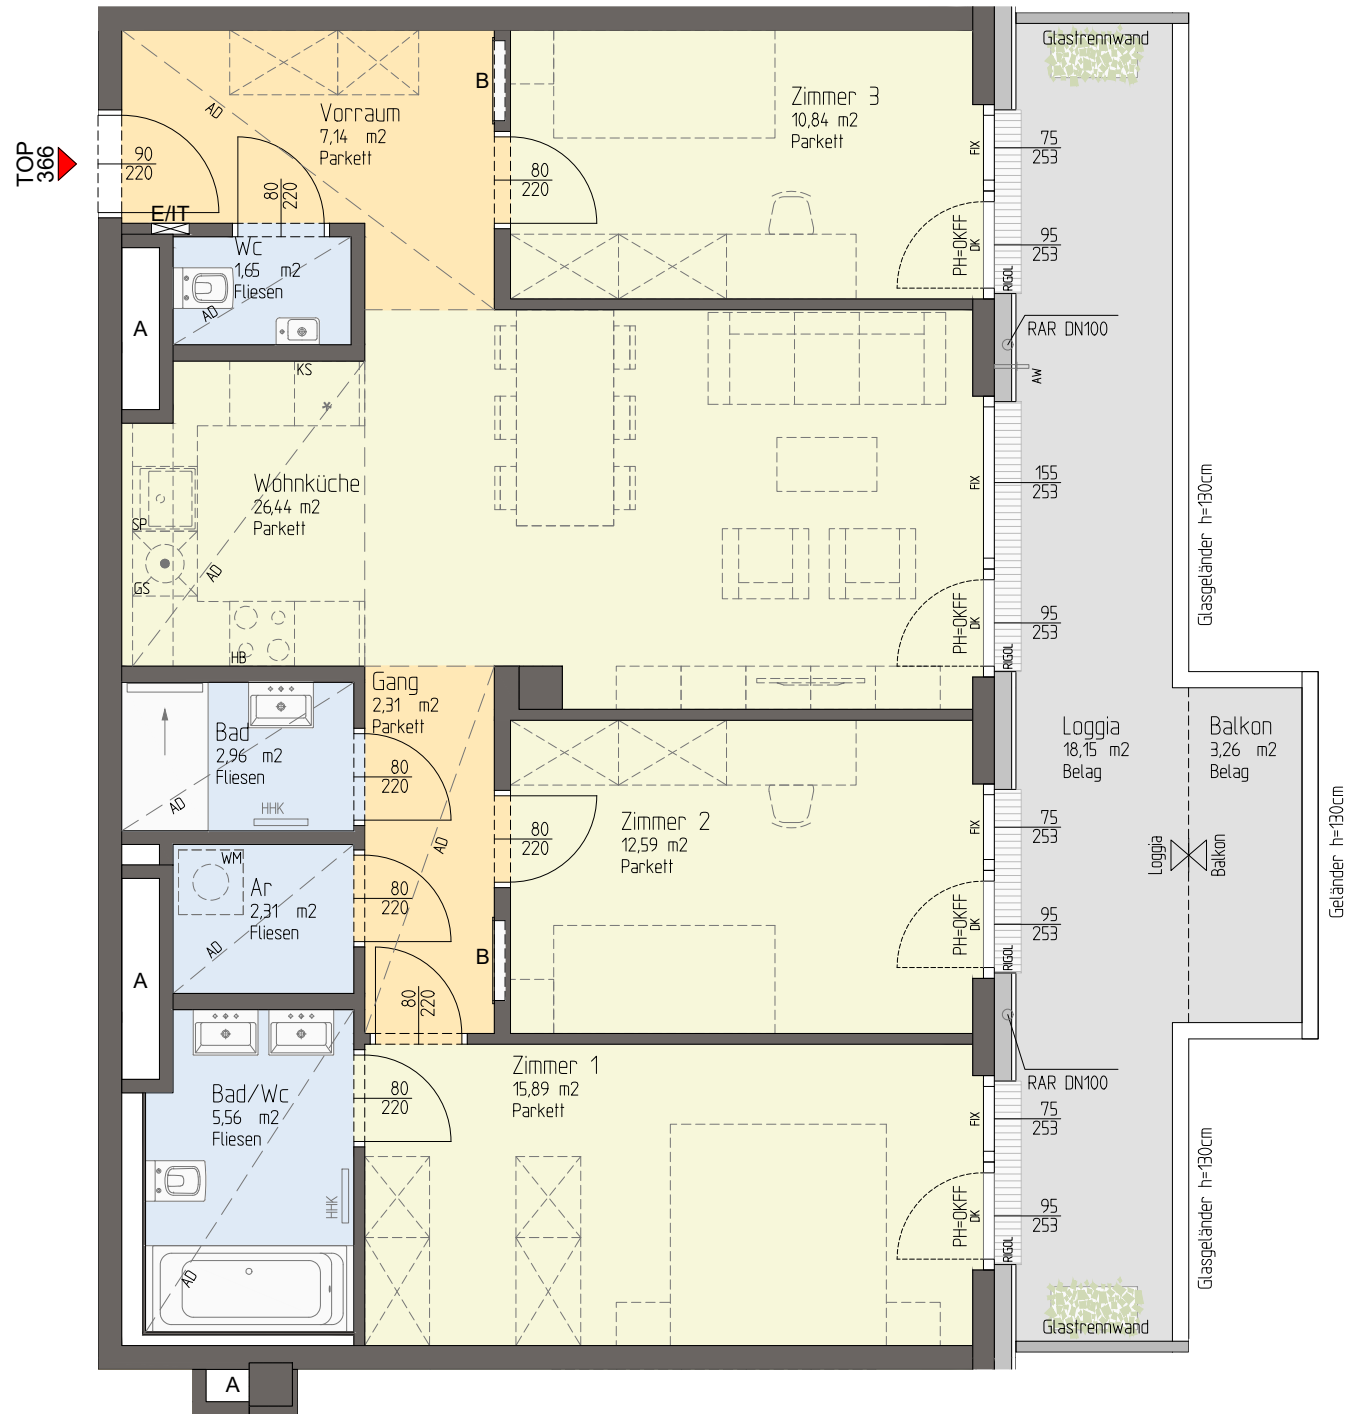 Glastrennwand
B
Zimmer 3
10,84 m2
Parkett
Vorraum
7,14 m2
Parkett
AD
TOP
366
90
220
80
220
80
220
FIX
75
253
E/IT
Wc
1,65 m2
Fliesen
AD
PH=OKFF
DK
RIGOL
95
253
A
RAR DN100
AW
KS
*
Wohnküche
26,44 m2
Parkett
SP
GS
AD
HB
FIX
155
253
Glasgeländer h=130cm
PH=OKFF
DK
RIGOL
95
253
Gang
2,31 m2
Parkett
Bad
2,96 m2
Fliesen
AD
HHK
80
220
Loggia
18,15 m2
Belag
Balkon
3,26 m2
Belag
Zimmer 2
12,59 m2
Parkett
80
220
AD
FIX
75
253
Loggia
Balkon
Geländer h=130cm
WM
Ar
2,31 m2
Fliesen
AD
80
220
PH=OKFF
DK
RIGOL
95
253
A
B
80
220
RAR DN100
Zimmer 1
15,89 m2
Parkett
Bad/Wc
5,56 m2
Fliesen
80
220
FIX
75
253
Glasgeländer h=130cm
HHK
AD
PH=OKFF
DK
RIGOL
95
253
Glastrennwand
A